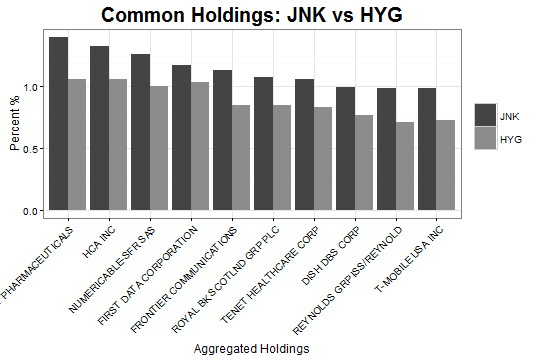 Common Holdings: JNK vs HYG
Percent %
1.0
0.5
0.0
JNK
HYG
PHARMACEUTICALS
HCA INC
NUMERICABLE-SFR SAS
FIRST DATA CORPORATION
FRONTIER COMMUNICATIONS
ROYAL BK SCOTLND GRP PLC
TENET HEALTHCARE CORP
DISH DBS CORP
REYNOLDS GRP ISS/REYNOLD
T-MOBILE USA INC
Aggregated Holdings